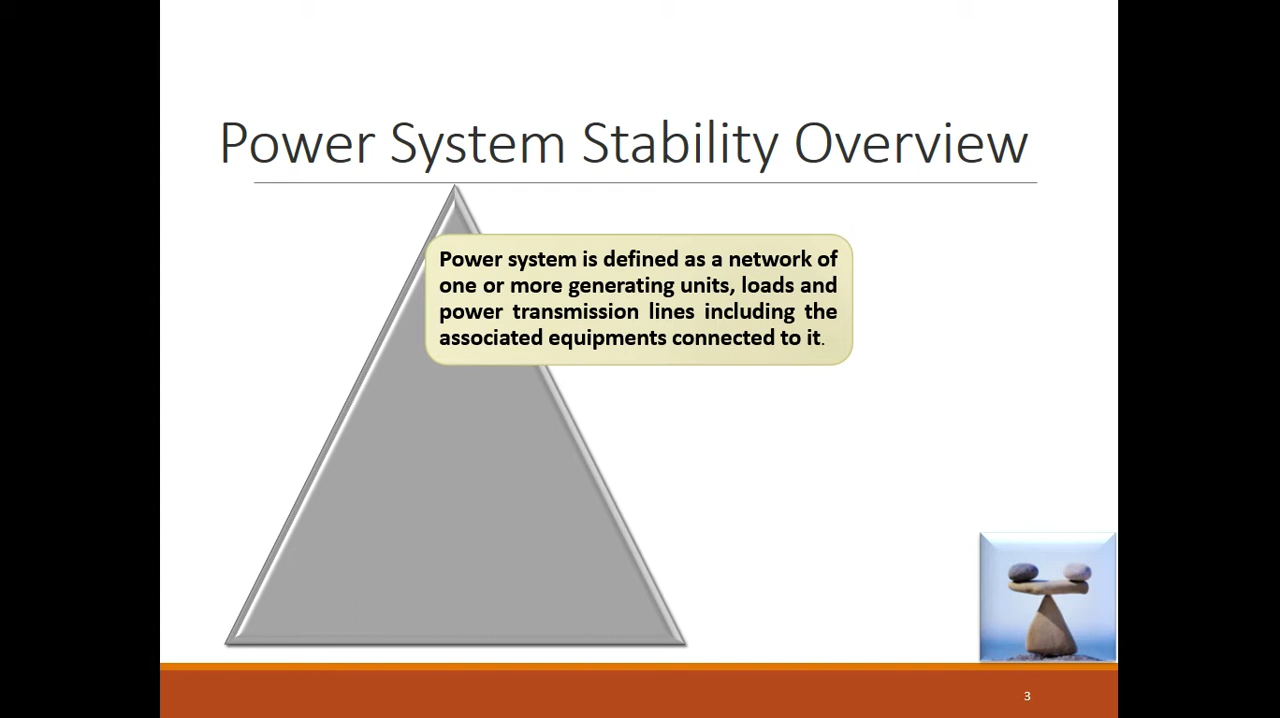 Power System Stability Overview
Power system is defined as a network of
one or more generating units, loads and
power transmission lines including the
associated equipments connected to it.
3